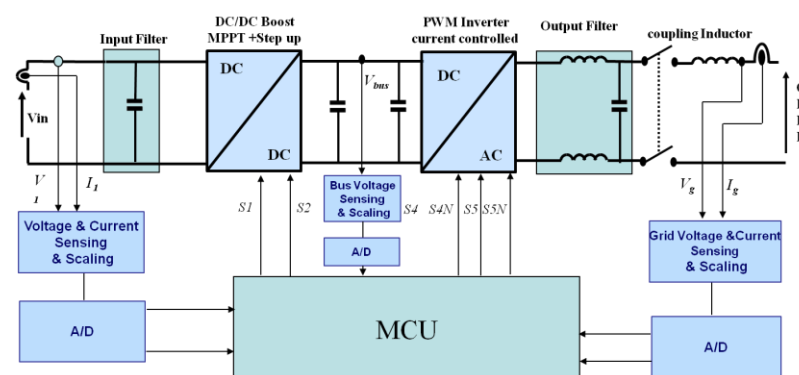 DC/DC Boost
MPPT +Step up
PWM Inverter
current controlled
Input Filter
Output Filter
coupling Inductor
DC
DC
Vbus
DC
AC
Vin
V1
I1
Vg
Ig
S1
S2
S4
S4N
S5
S5N
Voltage & Current
Sensing
& Scaling
Bus Voltage
Sensing
& Scaling
Grid Voltage &Current
Sensing
& Scaling
A/D
A/D
A/D
MCU